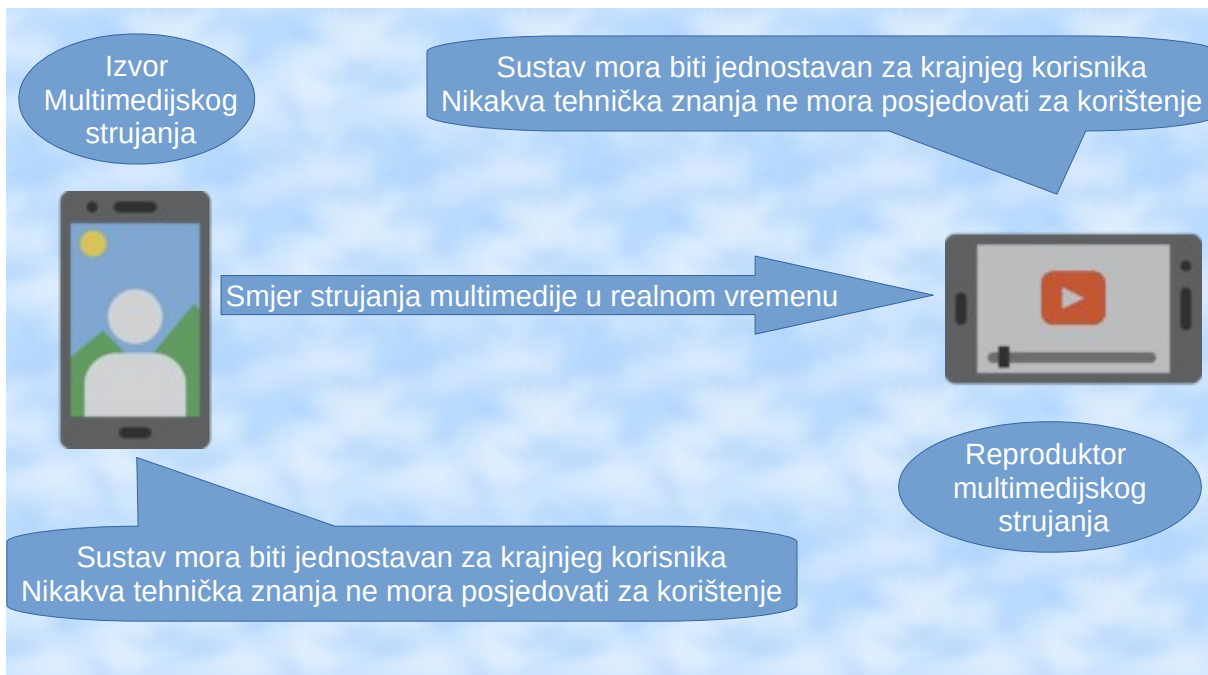 Izvor
Multimedijskog
strujanja
Sustav mora biti jednostavan za krajnjeg korisnika
Nikakva tehnička znanja ne mora posjedovati za korištenje
Smjer strujanja multimedije u realnom vremenu
Reproduktor
multimedijskog
strujanja
Sustav mora biti jednostavan za krajnjeg korisnika
Nikakva tehnička znanja ne mora posjedovati za korištenje